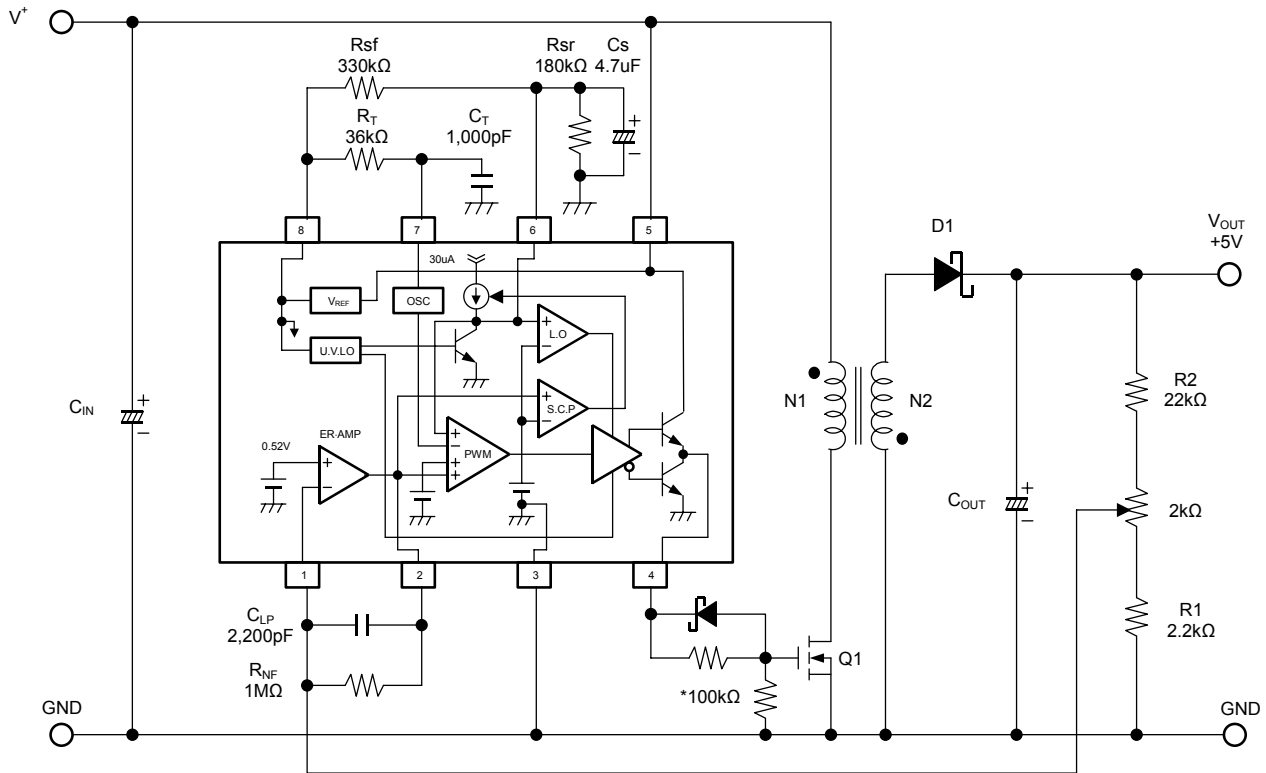 V+
Rsf
330kΩ
Rsr
180kΩ
Cs
4.7uF
RT
36kΩ
CT
1,000pF
+
−
8
7
6
5
30uA
VREF
OSC
U.V.LO
+
L.O
−
+
S.C.P
−
0.52V
ER·AMP
+
−
+
−
+
+
PWM
1
2
3
4
CIN
+
−
CLP
2,200pF
RNF
1MΩ
*100kΩ
Q1
N1
N2
D1
VOUT
+5V
R2
22kΩ
COUT
+
−
2kΩ
R1
2.2kΩ
GND
GND